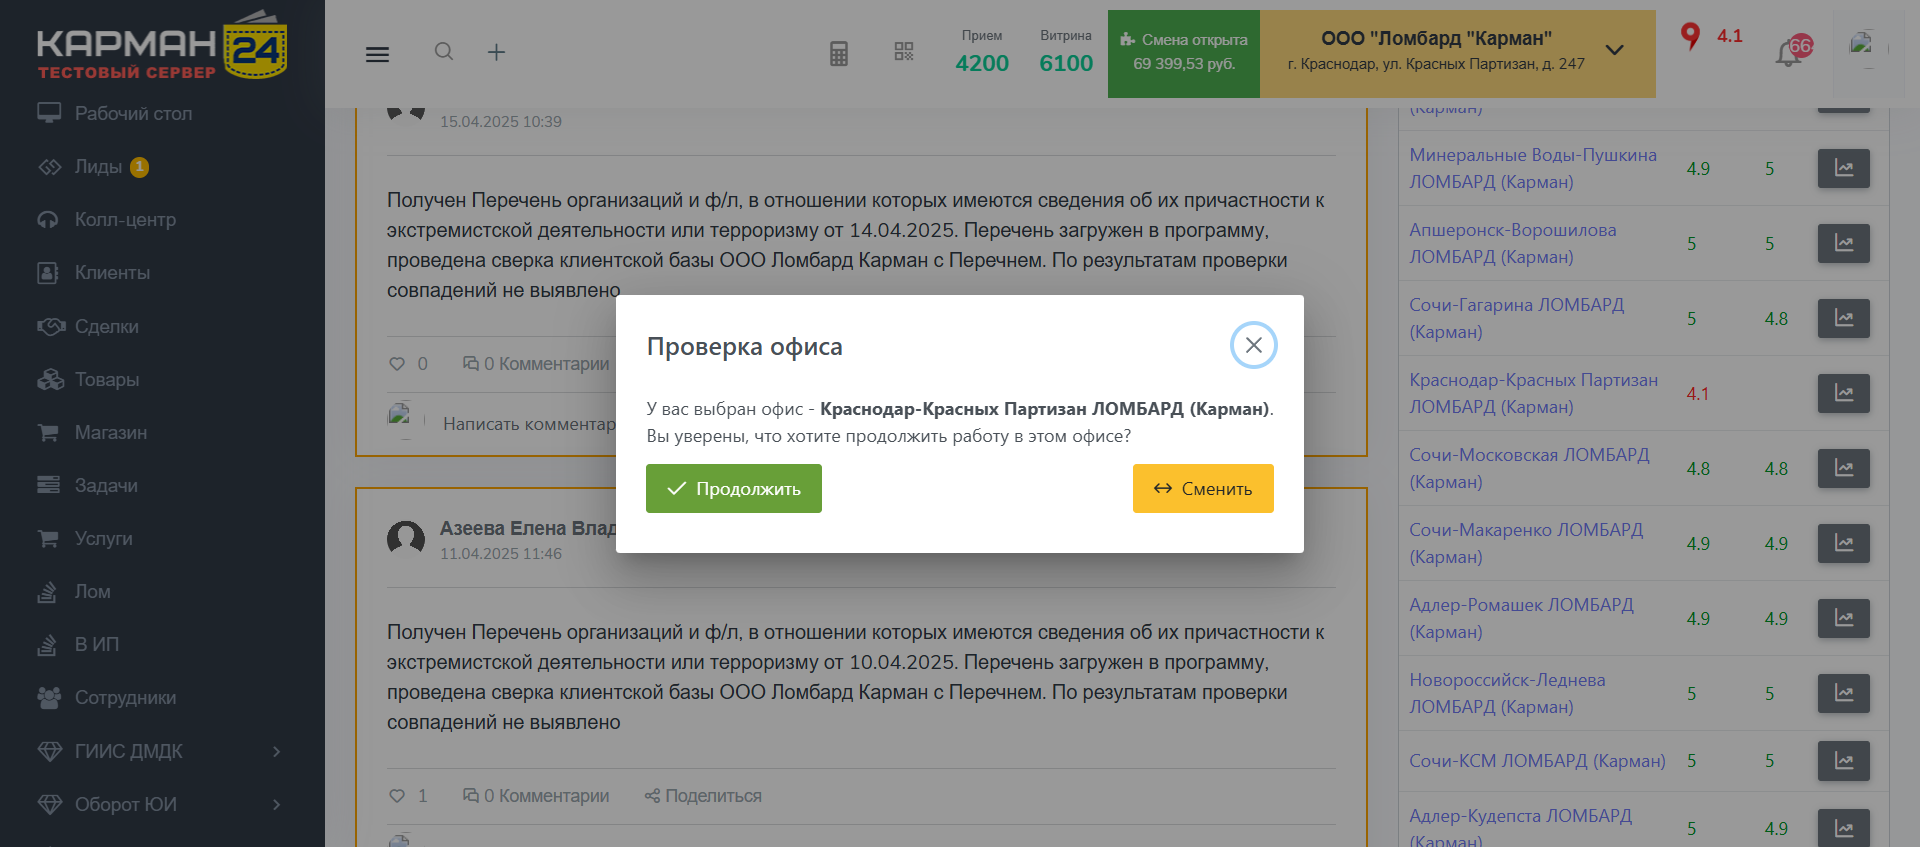 КАРМАН 24
ТЕСТОВЫЙ СЕРВЕР
Рабочий стол
Лиды 1
Колл-центр
Клиенты
Сделки
Товары
Магазин
Задачи
Услуги
Лом
В ИП
Сотрудники
ГИИС ДМДК
Оборот ЮИ
Прием
4200
Витрина
6100
Смена открыта
69 399,53 руб.
ООО "Ломбард "Карман"
г. Краснодар, ул. Красных Партизан, д. 247
4.1
15.04.2025 10:39
Получен Перечень организаций и ф/л, в отношении которых имеются сведения об их причастности к
экстремистской деятельности или терроризму от 14.04.2025. Перечень загружен в программу,
проведена сверка клиентской базы ООО Ломбард Карман с Перечнем. По результатам проверки
совпадений не выявлено
0
0 Комментарии
Написать комментар
Проверка офиса
У вас выбран офис - Краснодар-Красных Партизан ЛОМБАРД (Карман).
Вы уверены, что хотите продолжить работу в этом офисе?
Продолжить
Сменить
Азеева Елена Влад
11.04.2025 11:46
Получен Перечень организаций и ф/л, в отношении которых имеются сведения об их причастности к
экстремистской деятельности или терроризму от 10.04.2025. Перечень загружен в программу,
проведена сверка клиентской базы ООО Ломбард Карман с Перечнем. По результатам проверки
совпадений не выявлено
1
0 Комментарии
Поделиться
(Карман)
Минеральные Воды-Пушкина
ЛОМБАРД (Карман)
4.9
5
Апшеронск-Ворошилова
ЛОМБАРД (Карман)
5
5
Сочи-Гагарина ЛОМБАРД
(Карман)
5
4.8
Краснодар-Красных Партизан
ЛОМБАРД (Карман)
4.1
Сочи-Московская ЛОМБАРД
(Карман)
4.8
4.8
Сочи-Макаренко ЛОМБАРД
(Карман)
4.9
4.9
Адлер-Ромашек ЛОМБАРД
(Карман)
4.9
4.9
Новороссийск-Леднева
ЛОМБАРД (Карман)
5
5
Сочи-КСМ ЛОМБАРД (Карман)
5
5
Адлер-Кудепста ЛОМБАРД
(Карман)
5
4.9